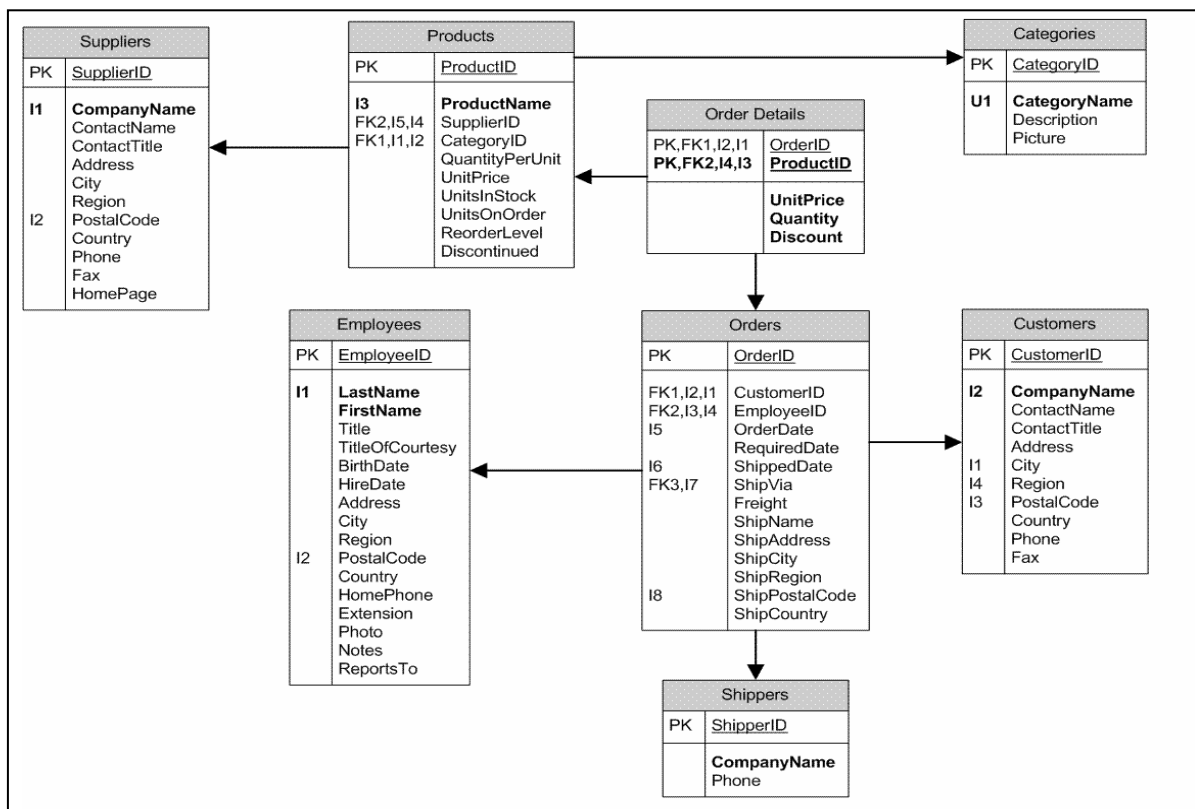 Suppliers
PK SupplierID
I1 CompanyName
ContactName
ContactTitle
Address
City
Region
I2 PostalCode
Country
Phone
Fax
HomePage
Products
PK ProductID
I3 ProductName
FK2,I5,I4 SupplierID
FK1,I1,I2 CategoryID
QuantityPerUnit
UnitPrice
UnitsInStock
UnitsOnOrder
ReorderLevel
Discontinued
Order Details
PK,FK1,I2,I1 OrderID
PK,FK2,I4,I3 ProductID
UnitPrice
Quantity
Discount
Categories
PK CategoryID
U1 CategoryName
Description
Picture
Employees
PK EmployeeID
I1 LastName
FirstName
Title
TitleOfCourtesy
BirthDate
HireDate
Address
City
Region
I2 PostalCode
Country
HomePhone
Extension
Photo
Notes
ReportsTo
Orders
PK OrderID
FK1,I2,I1 CustomerID
FK2,I3,I4 EmployeeID
I5 OrderDate
RequiredDate
I6 ShippedDate
FK3,I7 ShipVia
Freight
ShipName
ShipAddress
ShipCity
ShipRegion
I8 ShipPostalCode
ShipCountry
Customers
PK CustomerID
I2 CompanyName
ContactName
ContactTitle
Address
I1 City
I4 Region
I3 PostalCode
Country
Phone
Fax
Shippers
PK ShipperID
CompanyName
Phone